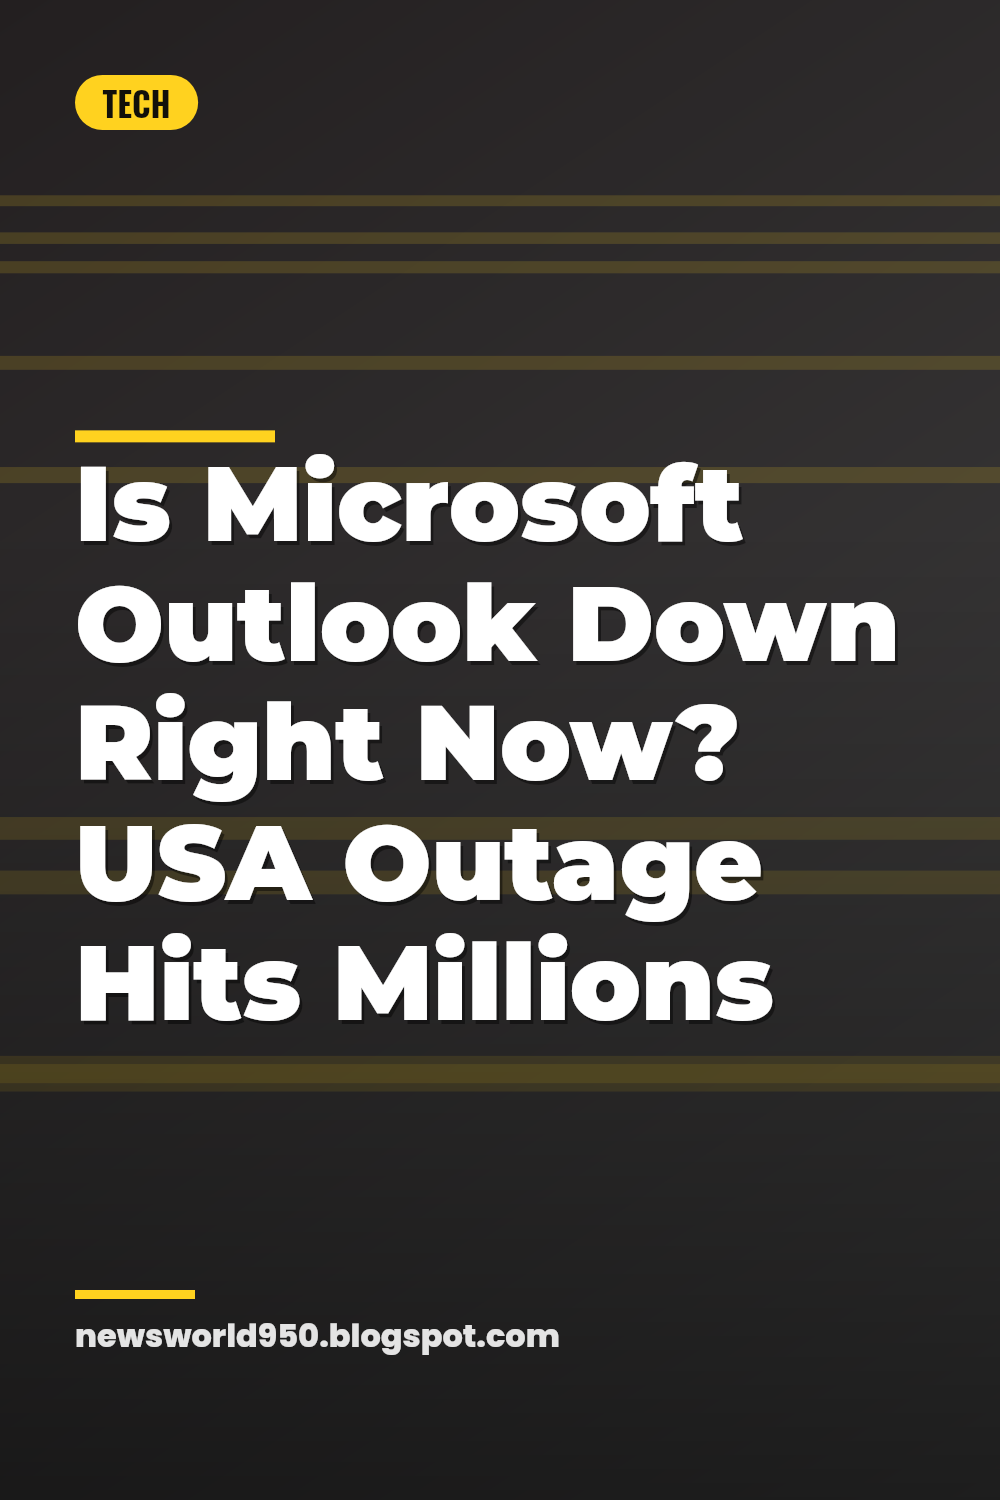 TECH
Is Microsoft
Outlook Down
Right Now?
USA Outage
Hits Millions
newsworld950.blogspot.com